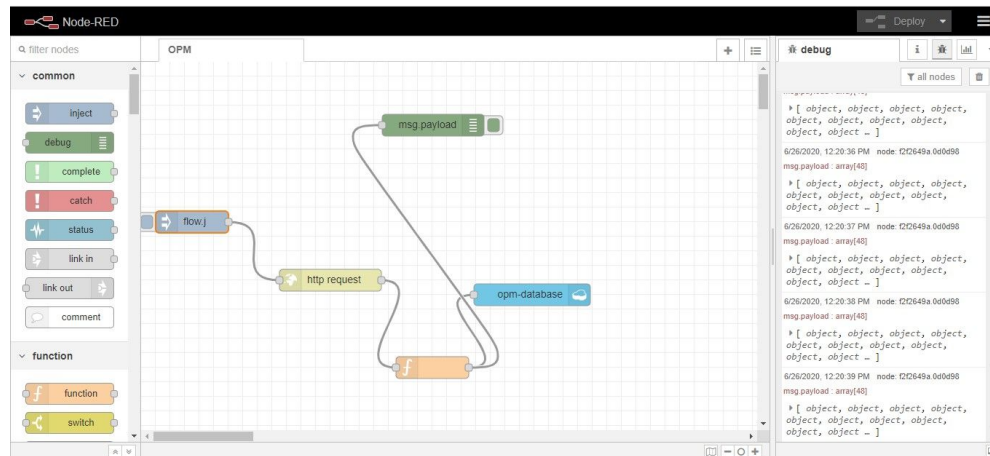 Node-RED
Deploy
filter nodes
OPM
debug
i
all nodes
common
inject
debug
complete
catch
status
link in
link out
comment
function
function
switch
msg.payload
flow.j
http request
opm-database
f
[ object, object, object, object,
object, object, object, object,
object, object … ]
6/26/2020, 12:20:36 PM node: f2f2649a.0d0d98
msg.payload : array[48]
[ object, object, object, object,
object, object, object, object,
object, object … ]
6/26/2020, 12:20:37 PM node: f2f2649a.0d0d98
msg.payload : array[48]
[ object, object, object, object,
object, object, object, object,
object, object … ]
6/26/2020, 12:20:38 PM node: f2f2649a.0d0d98
msg.payload : array[48]
[ object, object, object, object,
object, object, object, object,
object, object … ]
6/26/2020, 12:20:39 PM node: f2f2649a.0d0d98
msg.payload : array[48]
[ object, object, object, object,
object, object, object, object,
object, object … ]